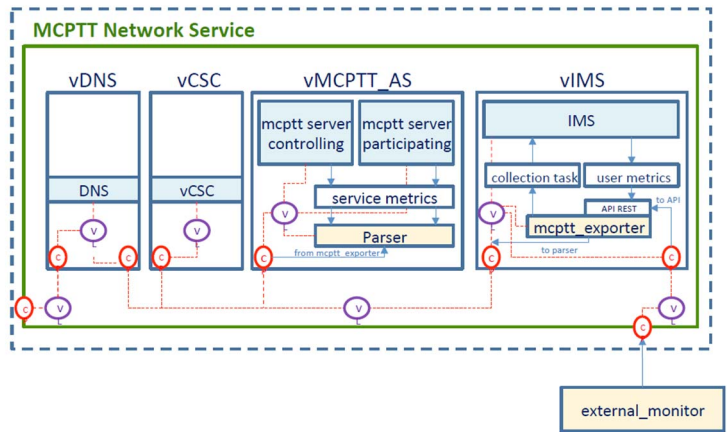 MCPTT Network Service
vDNS
vCSC
vMCPTT_AS
vIMS
mcptt server
controlling
mcptt server
participating
IMS
collection task
user metrics
DNS
vCSC
service metrics
API REST
to API
V
L
V
L
V
L
V
L
Parser
mcptt_exporter
from mcptt_exporter
to parser
C
C
C
C
C
C
C
V
L
V
L
V
L
C
external_monitor